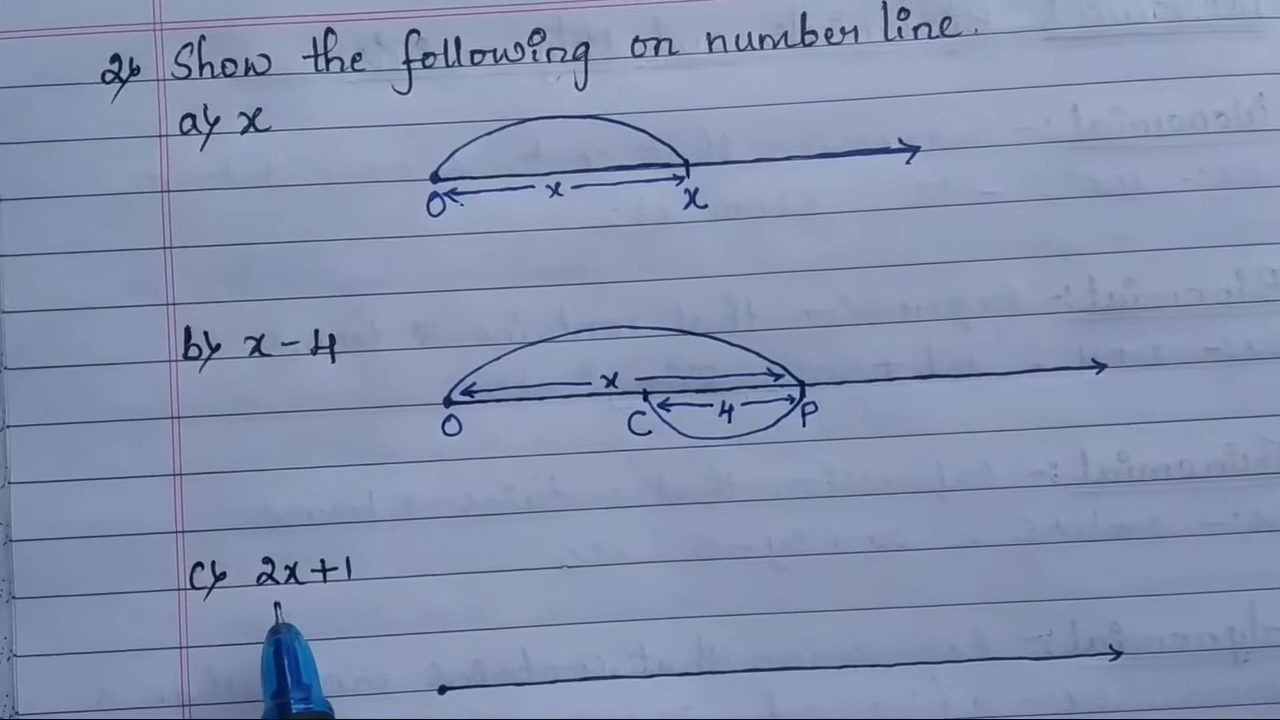 2) Show the following on number line.
a) x
x
O x
b) x - 4
x
O C 4 P
c) 2x+1